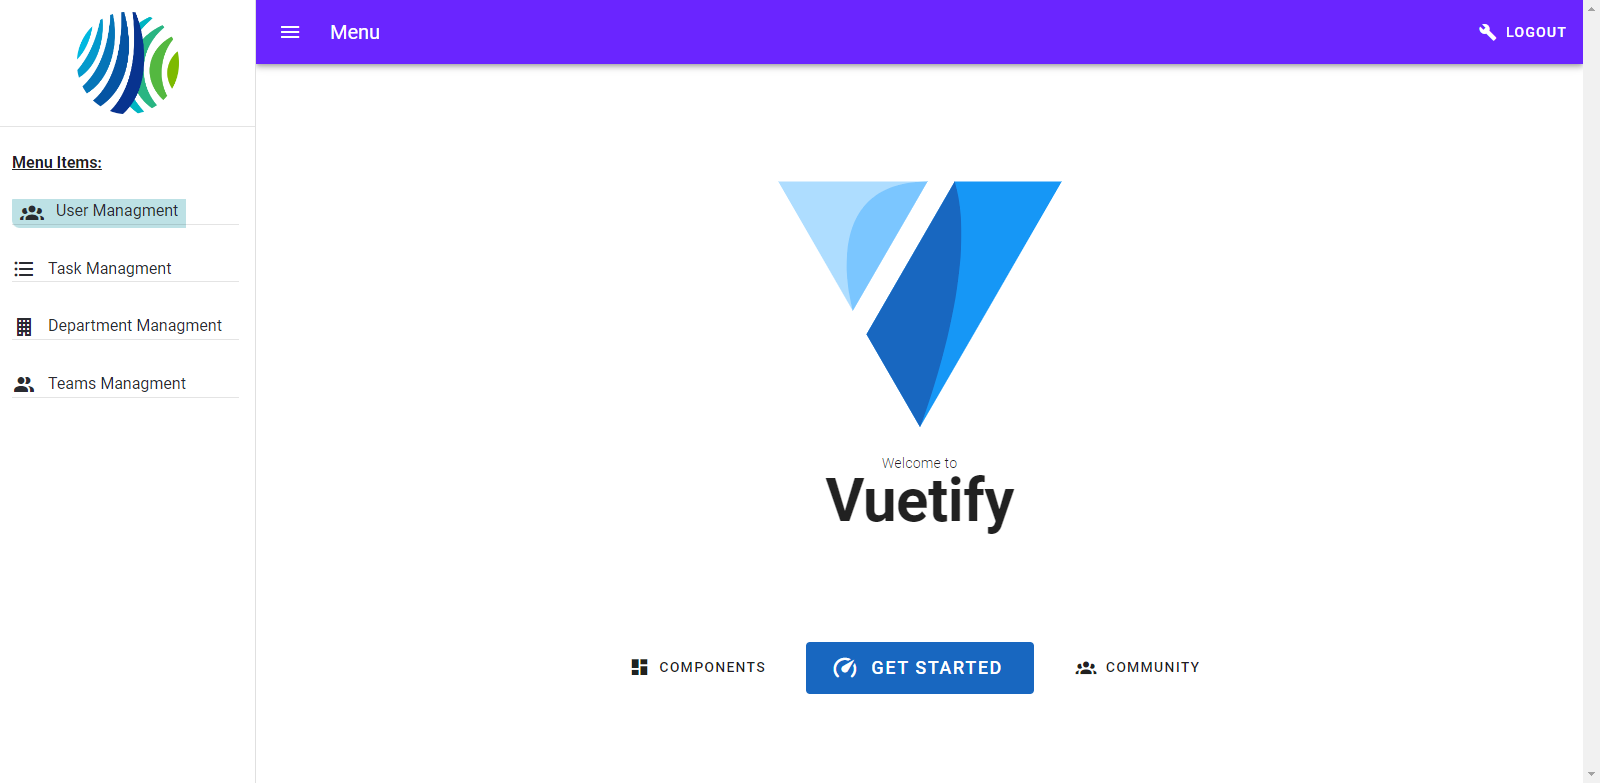 Menu
LOGOUT
Menu Items:
User Managment
Task Managment
Department Managment
Teams Managment
Welcome to
Vuetify
COMPONENTS
GET STARTED
COMMUNITY